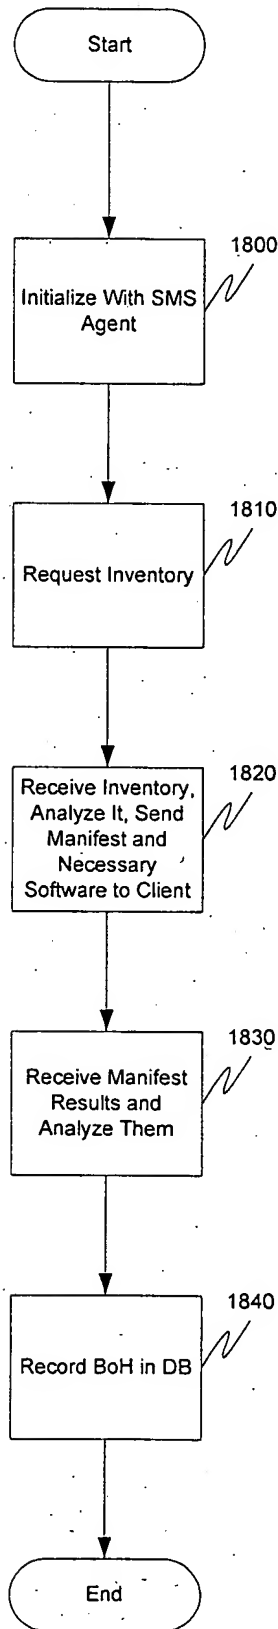 Start
1800
Initialize With SMS
Agent
1810
Request Inventory
1820
Receive Inventory,
Analyze It, Send
Manifest and
Necessary
Software to Client
1830
Receive Manifest
Results and
Analyze Them
1840
Record BoH in DB
End